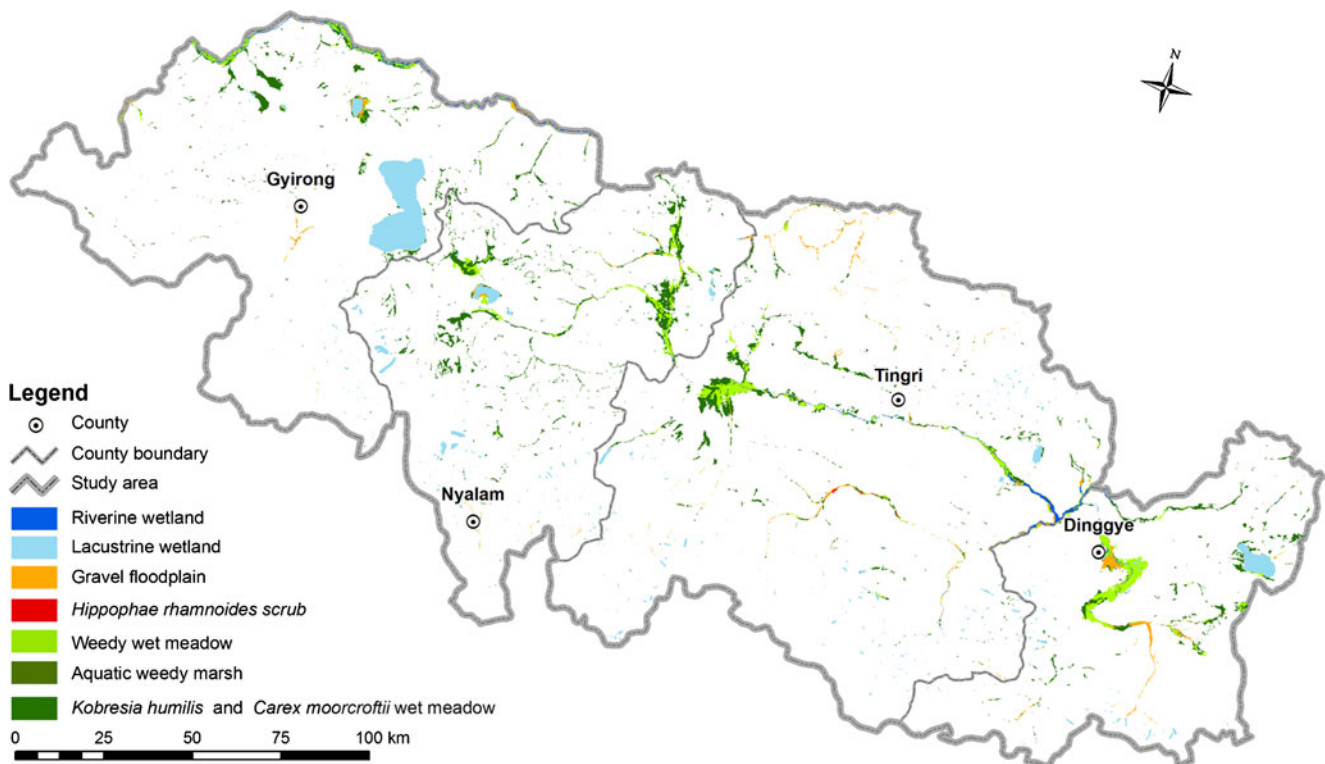 N
Gyirong
Tingri
Nyalam
Dinggye
Legend
County
County boundary
Study area
Riverine wetland
Lacustrine wetland
Gravel floodplain
Hippophae rhamnoides scrub
Weedy wet meadow
Aquatic weedy marsh
Kobresia humilis and Carex moorcroftii wet meadow
0 25 50 75 100 km